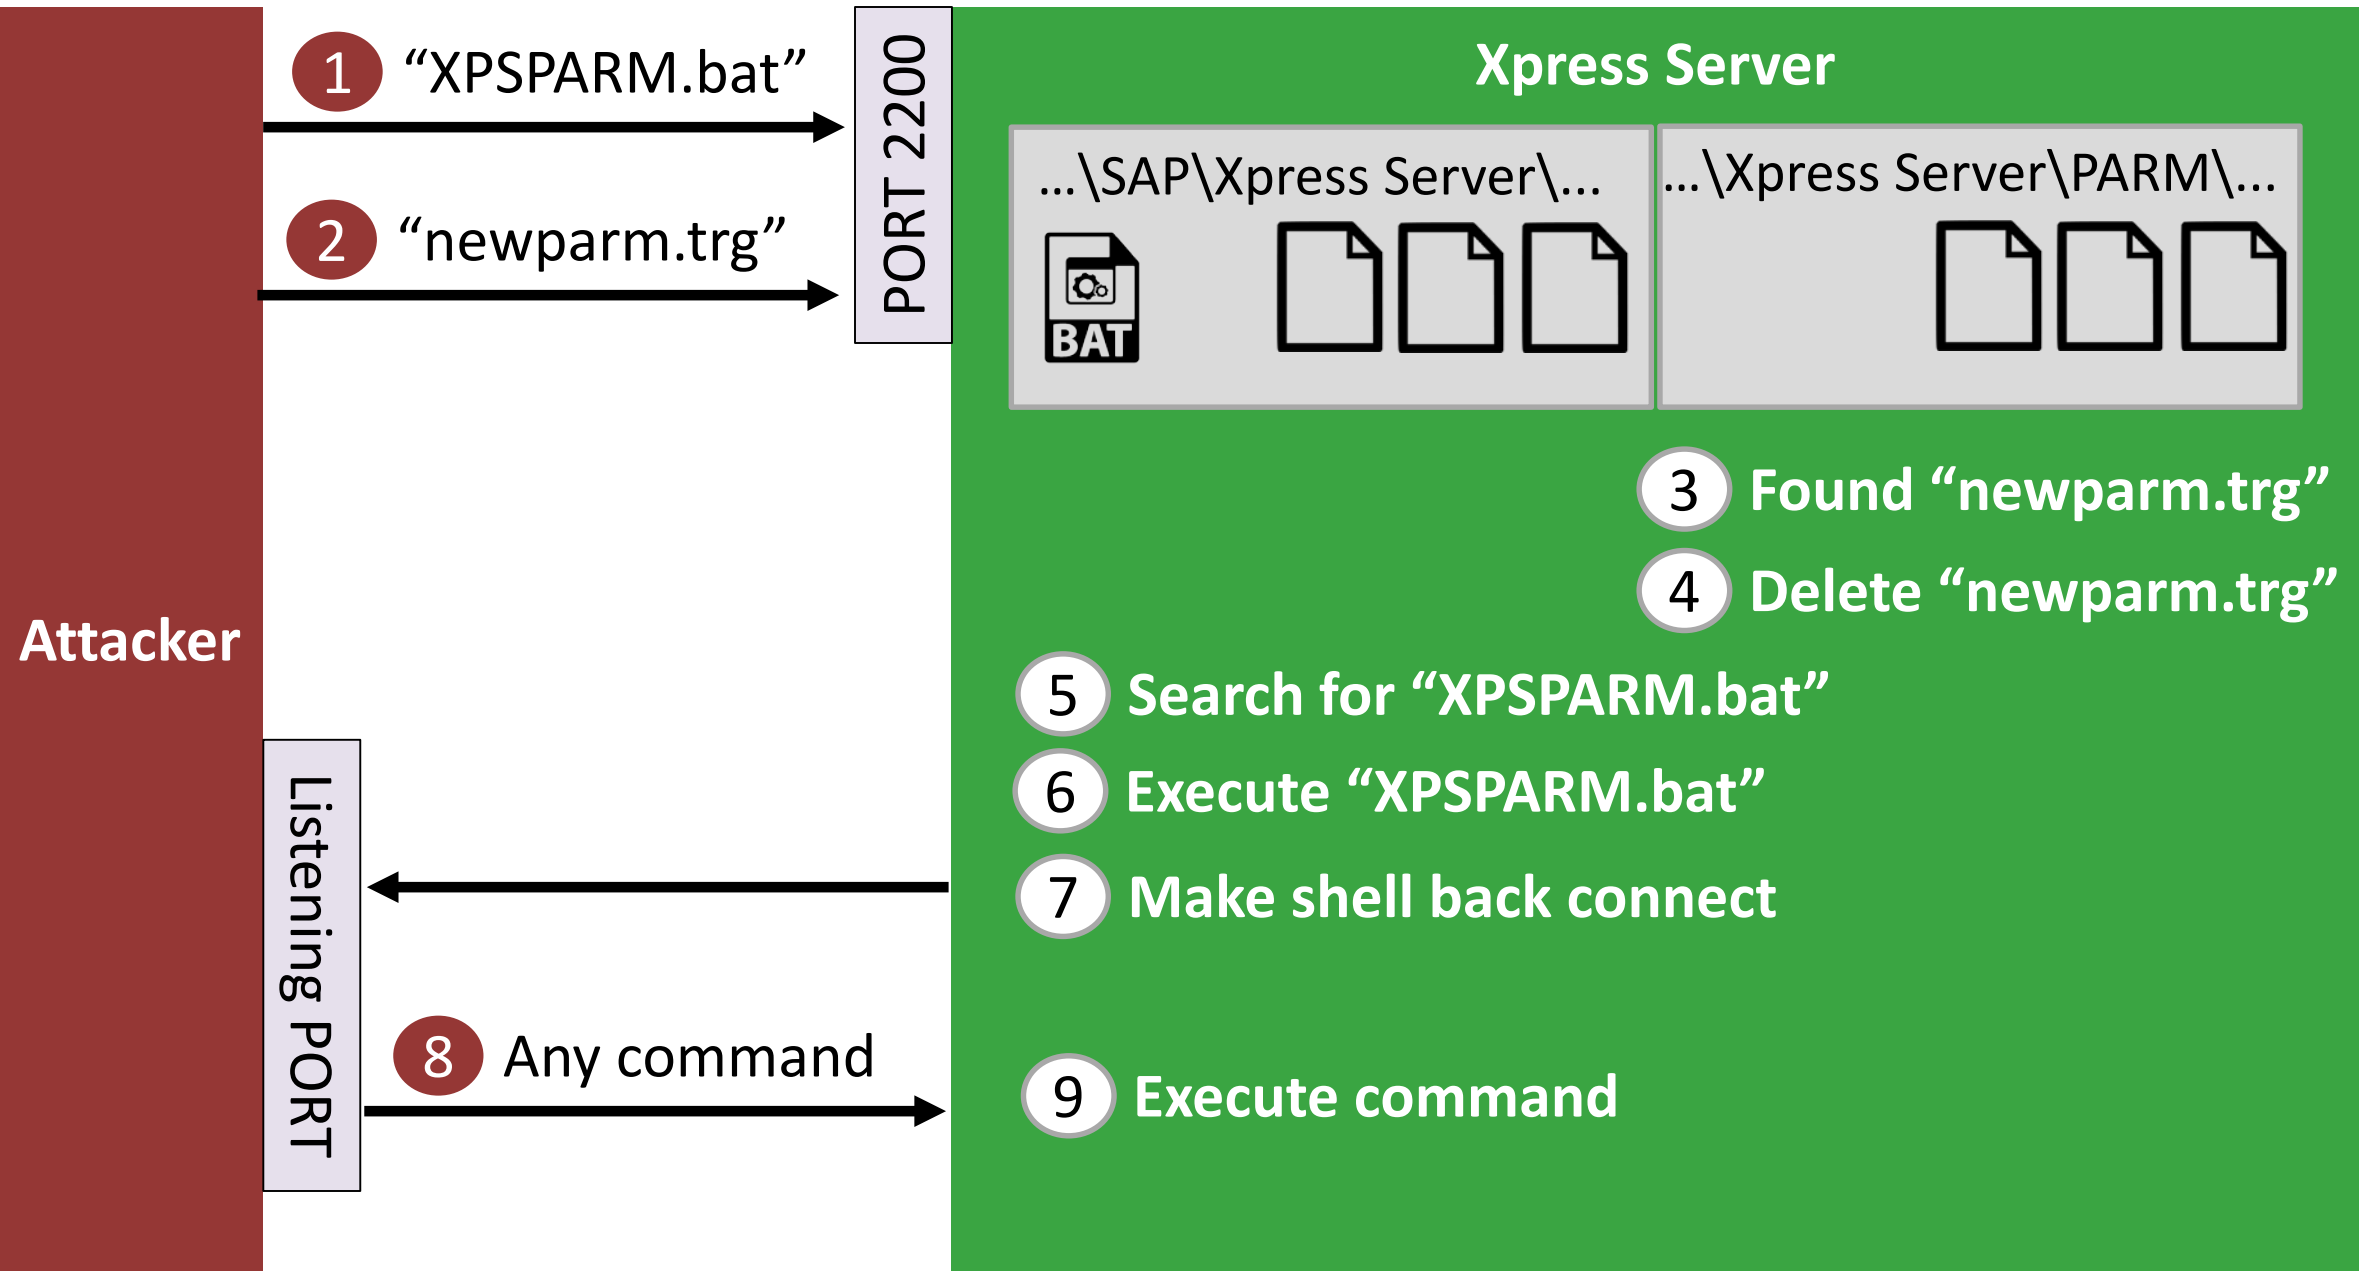 Attacker
1 “XPSPARM.bat”
2 “newparm.trg”
PORT 2200
Xpress Server
...\SAP\Xpress Server\...
BAT
...\Xpress Server\PARM\...
3 Found “newparm.trg”
4 Delete “newparm.trg”
5 Search for “XPSPARM.bat”
6 Execute “XPSPARM.bat”
7 Make shell back connect
Listening PORT
8 Any command
9 Execute command